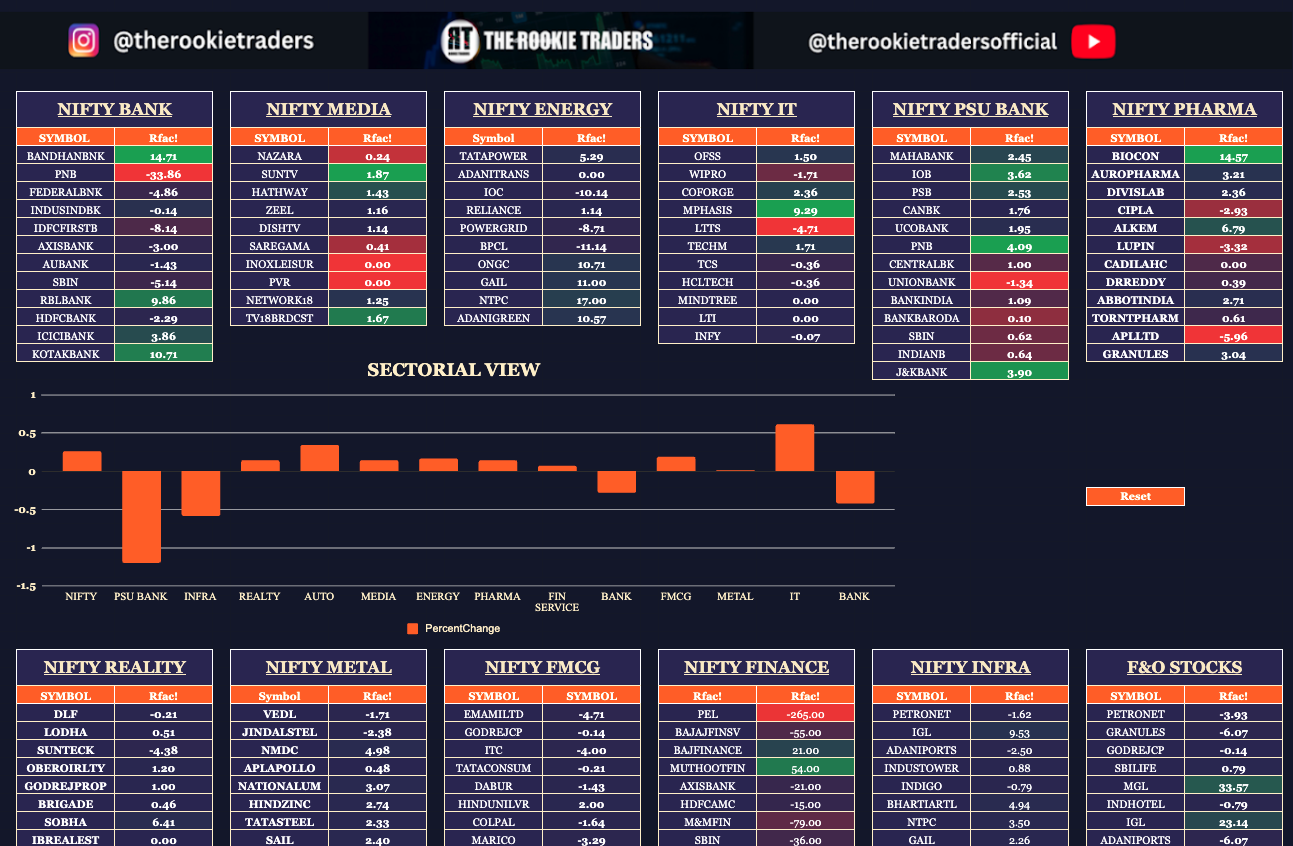 @therookietraders
RT
THE ROOKIE TRADERS
@therookietradersofficial
NIFTY BANK
SYMBOL Rfac!
BANDHANBNK 14.71
PNB -33.86
FEDERALBNK -4.86
INDUSINDBK -0.14
IDFCFIRSTB -8.14
AXISBANK -3.00
AUBANK -1.43
SBIN -5.14
RBLBANK 9.86
HDFCBANK -2.29
ICICIBANK 3.86
KOTAKBANK 10.71
NIFTY MEDIA
SYMBOL Rfac!
NAZARA 0.24
SUNTV 1.87
HATHWAY 1.43
ZEEL 1.16
DISHTV 1.14
SAREGAMA 0.41
INOXLEISUR 0.00
PVR 0.00
NETWORK18 1.25
TV18BRDCST 1.67
NIFTY ENERGY
Symbol Rfac!
TATAPOWER 5.29
ADANITRANS 0.00
IOC -10.14
RELIANCE 1.14
POWERGRID -8.71
BPCL -11.14
ONGC 10.71
GAIL 11.00
NTPC 17.00
ADANIGREEN 10.57
NIFTY IT
SYMBOL Rfac!
OFSS 1.50
WIPRO -1.71
COFORGE 2.36
MPHASIS 9.29
LTTS -4.71
TECHM 1.71
TCS -0.36
HCLTECH -0.36
MINDTREE 0.00
LTI 0.00
INFY -0.07
NIFTY PSU BANK
SYMBOL Rfac!
MAHABANK 2.45
IOB 3.62
PSB 2.53
CANBK 1.76
UCOBANK 1.95
PNB 4.09
CENTRALBK 1.00
UNIONBANK -1.34
BANKINDIA 1.09
BANKBARODA 0.10
SBIN 0.62
INDIANB 0.64
J&KBANK 3.90
NIFTY PHARMA
SYMBOL Rfac!
BIOCON 14.57
AUROPHARMA 3.21
DIVISLAB 2.36
CIPLA -2.93
ALKEM 6.79
LUPIN -3.32
CADILAHC 0.00
DRREDDY 0.39
ABBOTINDIA 2.71
TORNTPHARM 0.61
APLLTD -5.96
GRANULES 3.04
SECTORIAL VIEW
1
0.5
0
-0.5
-1
-1.5
NIFTY PSU BANK INFRA REALTY AUTO MEDIA ENERGY PHARMA FIN SERVICE BANK FMCG METAL IT BANK
PercentChange
Reset
NIFTY REALITY
SYMBOL Rfac!
DLF -0.21
LODHA 0.51
SUNTECK -4.38
OBEROIRLTY 1.20
GODREJPROP 1.00
BRIGADE 0.46
SOBHA 6.41
IBREALEST 0.00
NIFTY METAL
Symbol Rfac!
VEDL -1.71
JINDALSTEL -2.38
NMDC 4.98
APLAPOLLO 0.48
NATIONALUM 3.07
HINDZINC 2.74
TATASTEEL 2.33
SAIL 2.40
NIFTY FMCG
SYMBOL SYMBOL
EMAMILTD -4.71
GODREJCP -0.14
ITC -4.00
TATACONSUM -0.21
DABUR -1.43
HINDUNILVR 2.00
COLPAL -1.64
MARICO -3.29
NIFTY FINANCE
Rfac! Rfac!
PEL -265.00
BAJAJFINSV -55.00
BAJFINANCE 21.00
MUTHOOTFIN 54.00
AXISBANK -21.00
HDFCAMC -15.00
M&MFIN -79.00
SBIN -36.00
NIFTY INFRA
SYMBOL Rfac!
PETRONET -1.62
IGL 9.53
ADANIPORTS -2.50
INDUSTOWER 0.88
INDIGO -0.79
BHARTIARTL 4.94
NTPC 3.50
GAIL 2.26
F&O STOCKS
SYMBOL Rfac!
PETRONET -3.93
GRANULES -6.07
GODREJCP -0.14
SBILIFE 0.79
MGL 33.57
INDHOTEL -0.79
IGL 23.14
ADANIPORTS -6.07